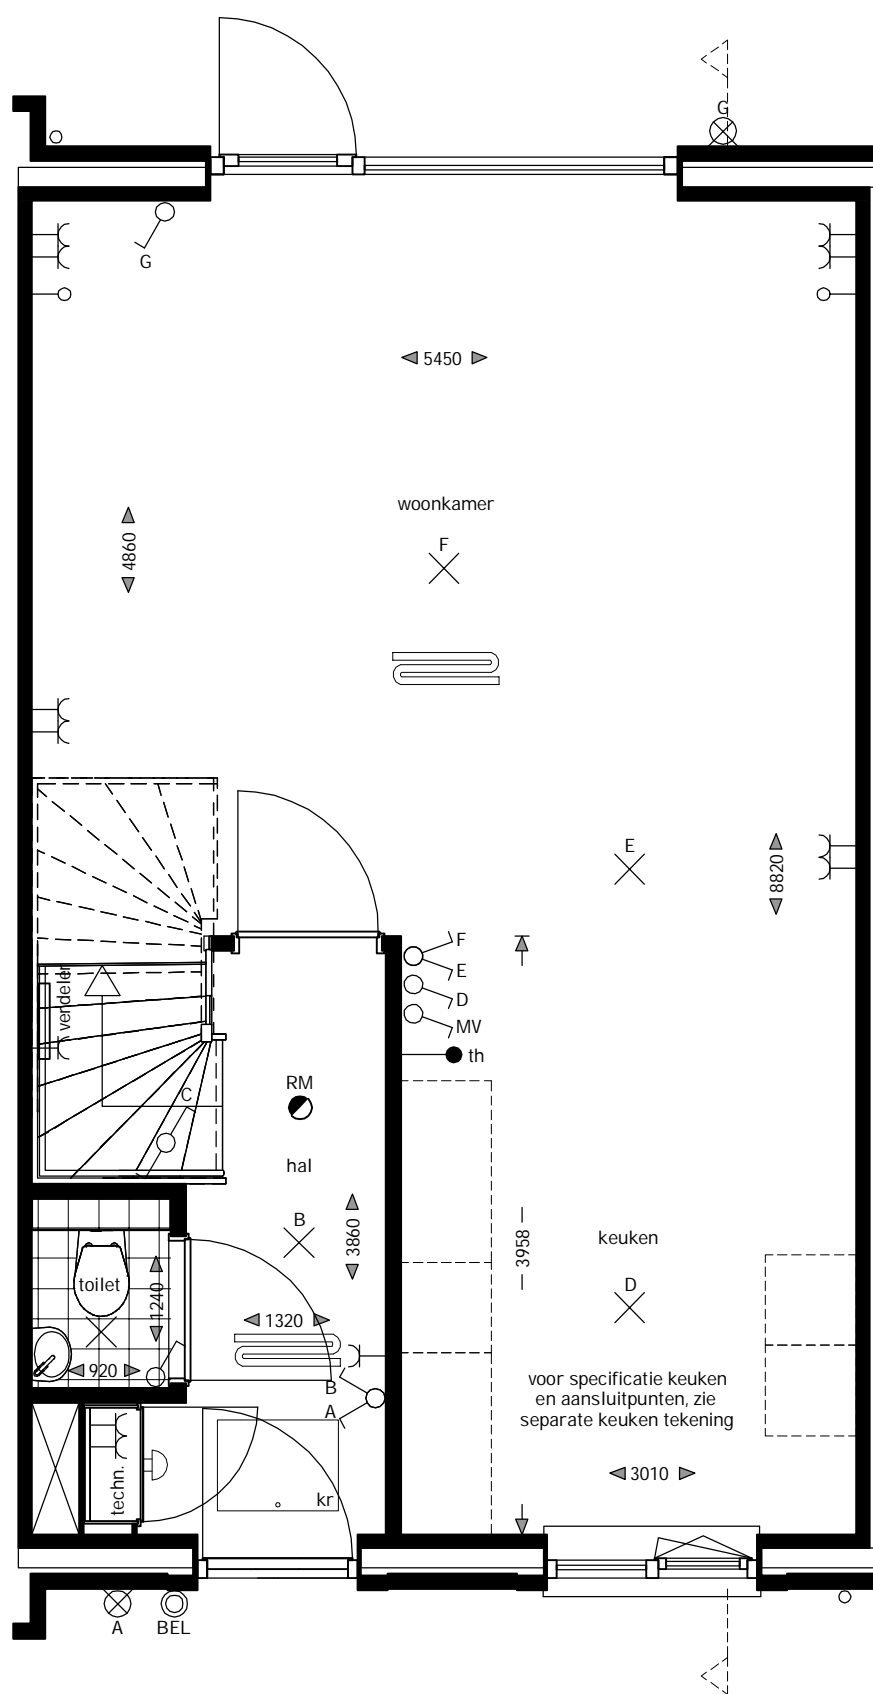 G
G
5450
woonkamer
4860
F
E
8820
F
E
D
MV
th
vendeler
C
RM
hal
B
3860
3958
keuken
D
toilet
1240
1320
920
B
A
voor specificatie keuken
en aansluitpunten, zie
separate keuken tekening
3010
techn.
kr
A
BEL